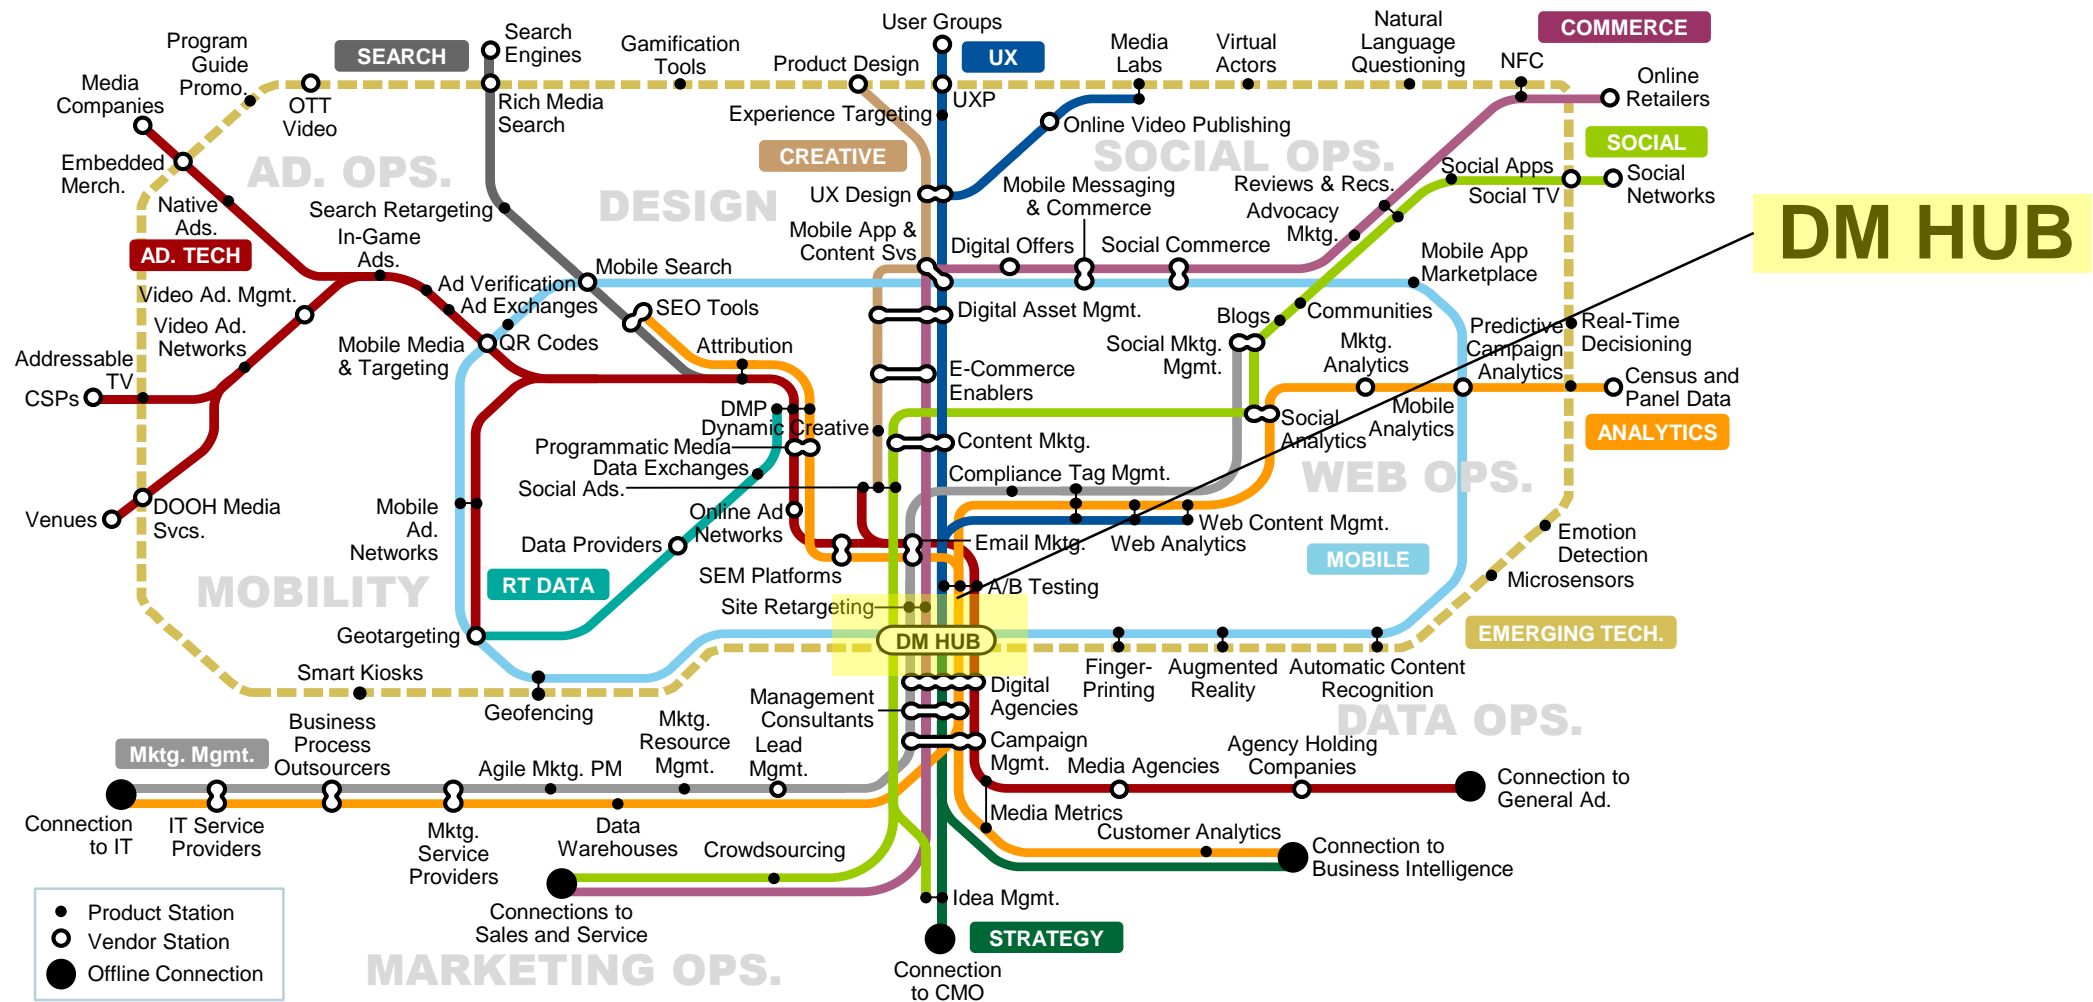 User Groups
SEARCH
Search
Engines
Gamification
Tools
Product Design
UX
Media
Labs
Virtual
Actors
Natural
Language
Questioning
COMMERCE
NFC
Online
Retailers
Program
Guide
Promo.
Media
Companies
OTT
Video
Rich Media
Search
UXP
Experience Targeting
Online Video Publishing
SOCIAL
CREATIVE
SOCIAL OPS.
Embedded
Merch.
AD. OPS.
DESIGN
UX Design
Mobile Messaging
& Commerce
Reviews & Recs.
Advocacy
Mktg.
Social Apps
Social TV
Social
Networks
Native
Ads.
Search Retargeting
In-Game
Ads.
AD. TECH
Mobile App &
Content Svs
Digital Offers
Social Commerce
Mobile App
Marketplace
DM HUB
Ad Verification
Ad Exchanges
Mobile Search
Video Ad. Mgmt.
Video Ad.
Networks
SEO Tools
Digital Asset Mgmt.
Blogs
Communities
Predictive
Campaign
Analytics
Real-Time
Decisioning
Mobile Media
& Targeting
QR Codes
Attribution
Social Mktg.
Mgmt.
Mktg.
Analytics
Addressable
TV
CSPs
E-Commerce
Enablers
Census and
Panel Data
DMP
Dynamic Creative
Social
Analytics
Mobile
Analytics
ANALYTICS
Programmatic Media
Data Exchanges
Social Ads.
Content Mktg.
Compliance
Tag Mgmt.
WEB OPS.
Venues
DOOH Media
Svcs.
Mobile
Ad.
Networks
Online Ad
Networks
Web Content Mgmt.
Web Analytics
Email Mktg.
Data Providers
Emotion
Detection
Microsensors
MOBILE
MOBILITY
RT DATA
SEM Platforms
A/B Testing
Site Retargeting
Geotargeting
DM HUB
EMERGING TECH.
Smart Kiosks
Geofencing
Digital
Agencies
Finger-
Printing
Augmented
Reality
Automatic Content
Recognition
Management
Consultants
DATA OPS.
Mktg. Mgmt.
Business
Process
Outsourcers
Agile Mktg. PM
Mktg.
Resource
Mgmt.
Lead
Mgmt.
Campaign
Mgmt.
Media Agencies
Agency Holding
Companies
Connection to
General Ad.
Connection
to IT
IT Service
Providers
Mktg.
Service
Providers
Data
Warehouses
Crowdsourcing
Media Metrics
Customer Analytics
Connection to
Business Intelligence
Product Station
Vendor Station
Offline Connection
Connections to
Sales and Service
Idea Mgmt.
STRATEGY
MARKETING OPS.
Connection
to CMO